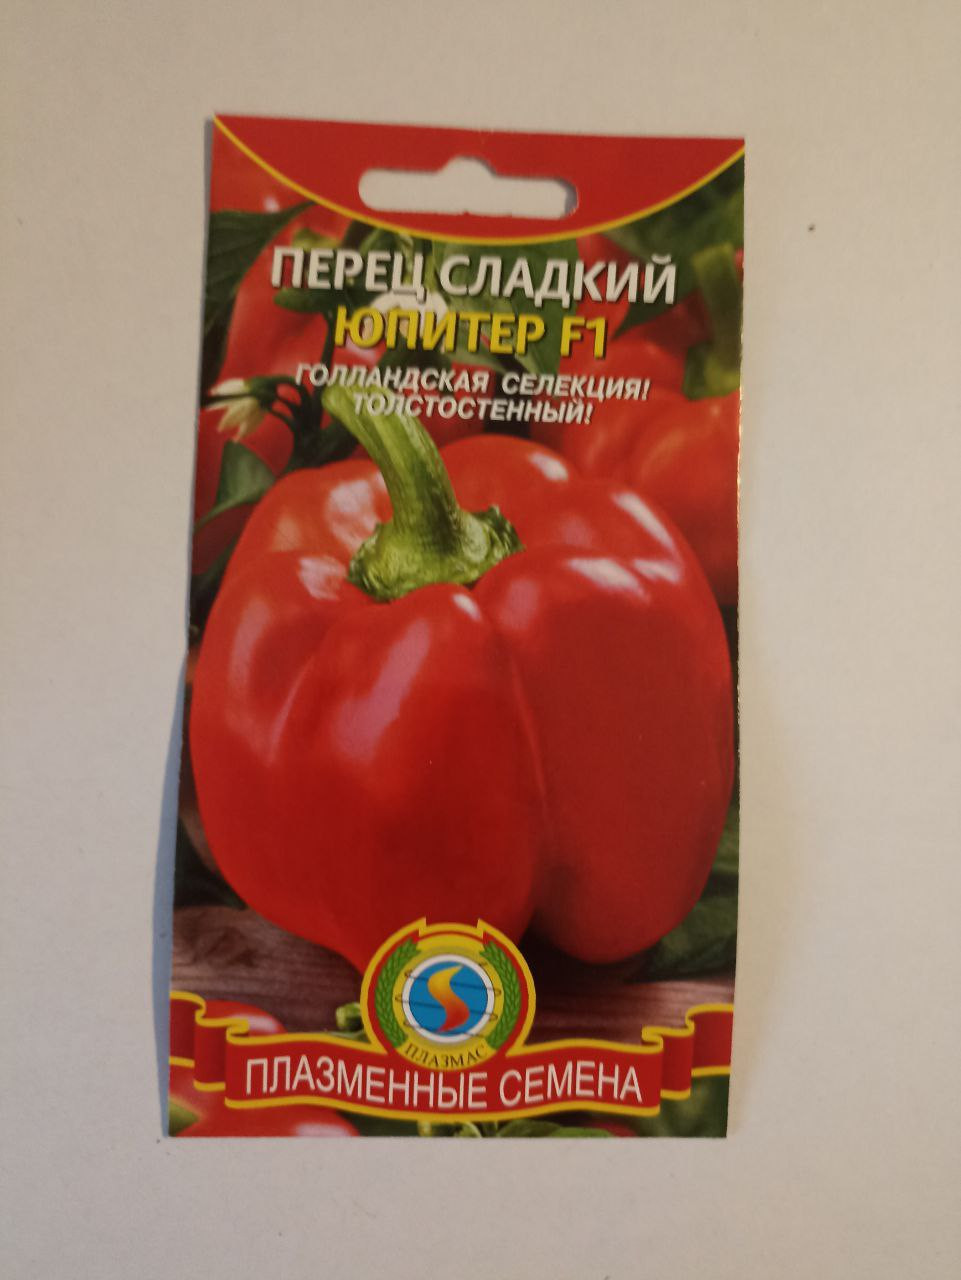 ПЕРЕЦ СЛАДКИЙ
ЮПИТЕР F1
ГОЛЛАНДСКАЯ СЕЛЕКЦИЯ!
ТОЛСТОСТЕННЫЙ!
ПЛАЗМАС
ПЛАЗМЕННЫЕ СЕМЕНА